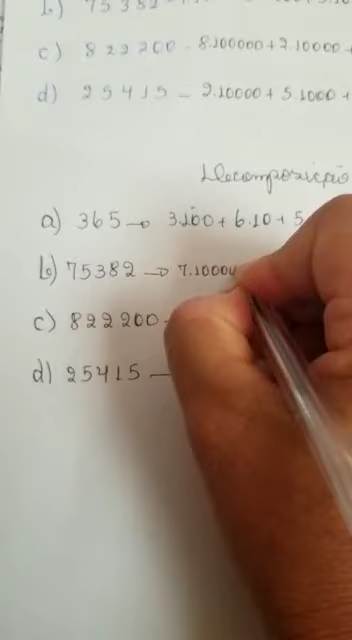 b) 75382
c) 822200 - 8.100000+2.10000+
d) 25415 - 2.10000+5.1000+
Decomposição
a) 365 → 3.100+6.10+5
b) 75382 → 7.10000
c) 822200
d) 25415 —